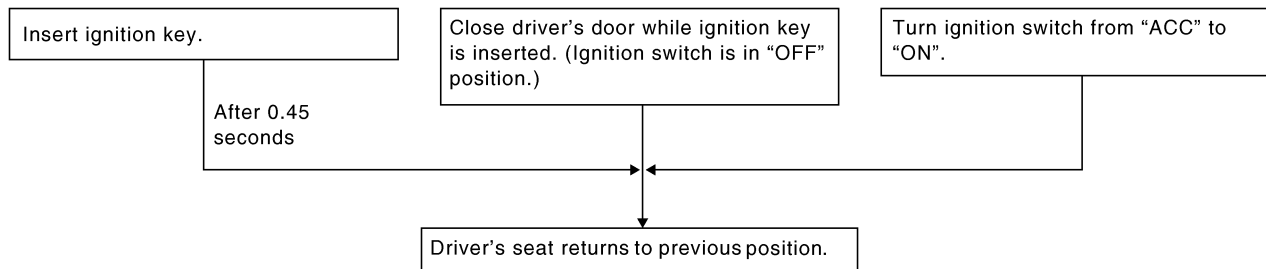 Insert ignition key.
Close driver’s door while ignition key
is inserted. (Ignition switch is in “OFF”
position.)
Turn ignition switch from “ACC” to
“ON”.
After 0.45
seconds
Driver’s seat returns to previous position.